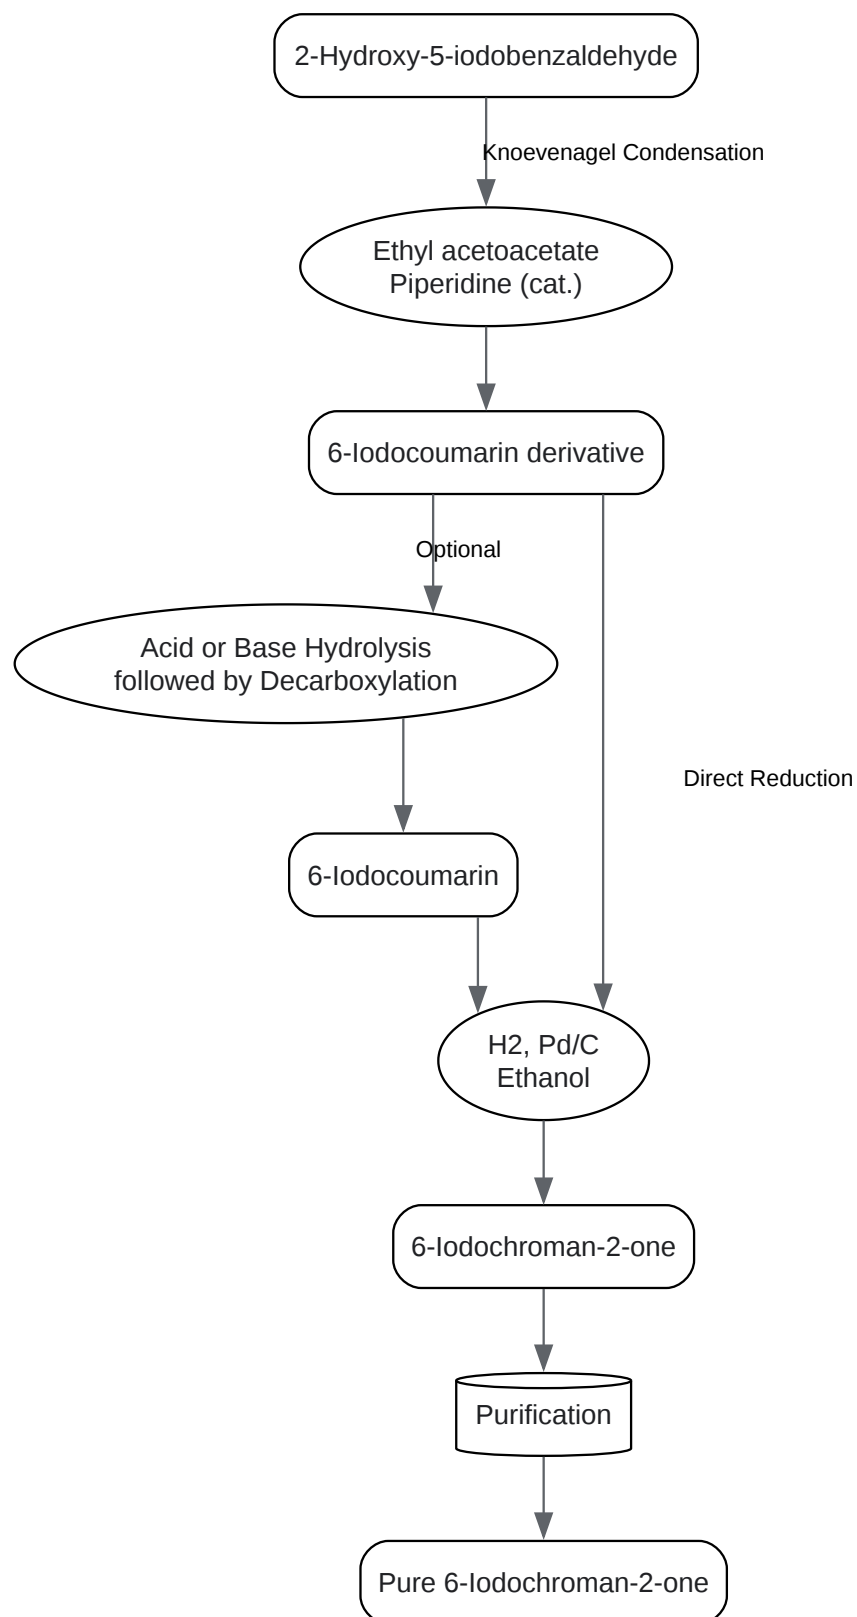 2-Hydroxy-5-iodobenzaldehyde
Knoevenagel Condensation
Ethyl acetoacetate
Piperidine (cat.)
6-Iodocoumarin derivative
Optional
Acid or Base Hydrolysis
followed by Decarboxylation
Direct Reduction
6-Iodocoumarin
H2, Pd/C
Ethanol
6-Iodochroman-2-one
Purification
Pure 6-Iodochroman-2-one